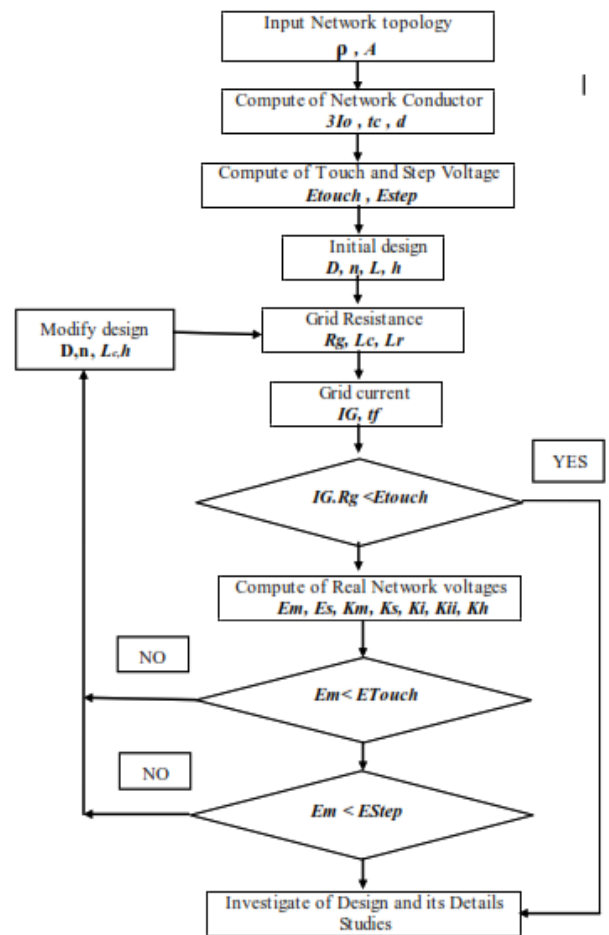 Input Network topology
ρ , A
Compute of Network Conductor
3Io , tc , d
Compute of Touch and Step Voltage
Etouch , Estep
Initial design
D, n, L, h
Modify design
D,n, Lc,h
Grid Resistance
Rg, Lc, Lr
Grid current
IG, tf
YES
IG.Rg <Etouch
Compute of Real Network voltages
Em, Es, Km, Ks, Ki, Kii, Kh
NO
Em< ETouch
NO
Em < EStep
Investigate of Design and its Details
Studies